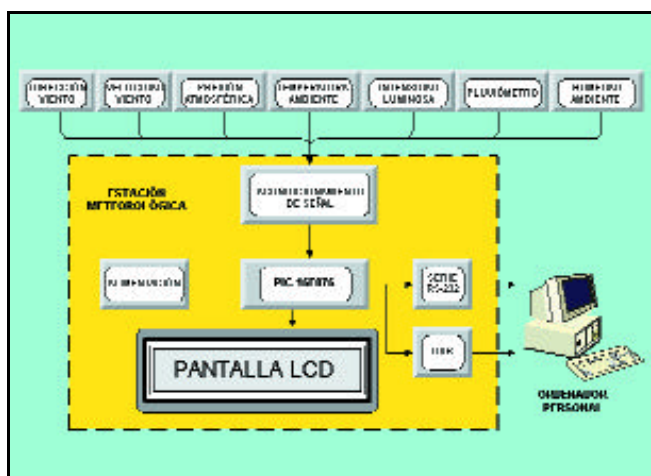 DIRECCIÓN
VIENTO
VELOCIDAD
VIENTO
PRESIÓN
ATMOSFÉRICA
TEMPERATURA
AMBIENTE
INTENSIDAD
LUMINOSA
PLUVIÓMETRO
HUMEDAD
AMBIENTE
ESTACIÓN
METEOROLÓGICA
ACONDICIONAMIENTO
DE SEÑAL
ALIMENTACIÓN
PIC 16F876
SERIE
RS-232
PANTALLA LCD
ORDENADOR
PERSONAL